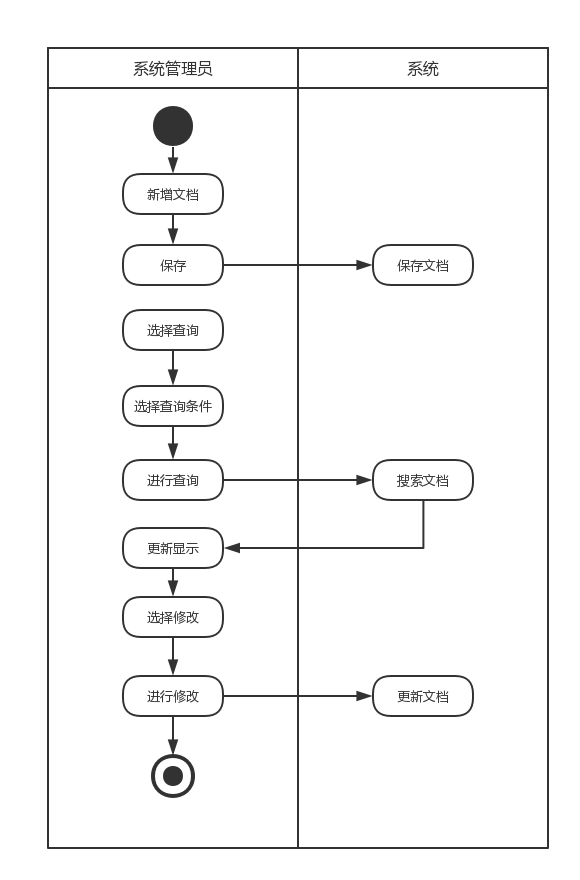 系统管理员
系统
新增文档
保存
保存文档
选择查询
选择查询条件
进行查询
搜索文档
更新显示
选择修改
进行修改
更新文档